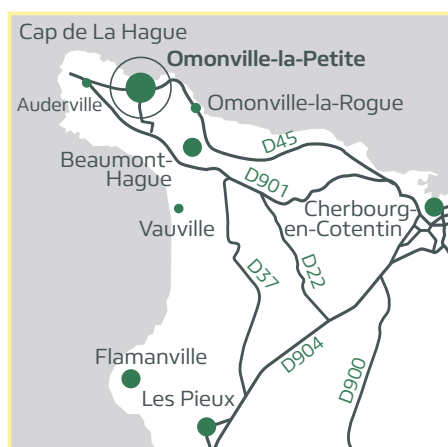 Cap de La Hague
Omonville-la-Petite
Auderville
Omonville-la-Rogue
D45
Beaumont-
Hague
D901
Cherbourg-
en-Cotentin
Vauville
D37
D22
Flamanville
D904
D900
Les Pieux